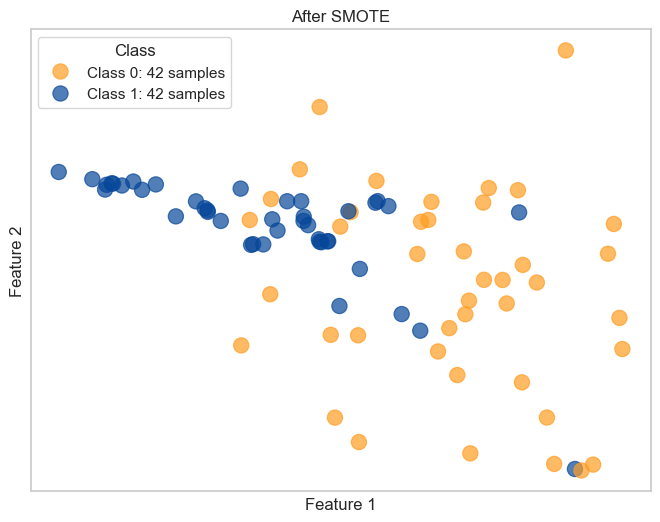 After SMOTE
Class
Class 0: 42 samples
Class 1: 42 samples
Feature 2
Feature 1